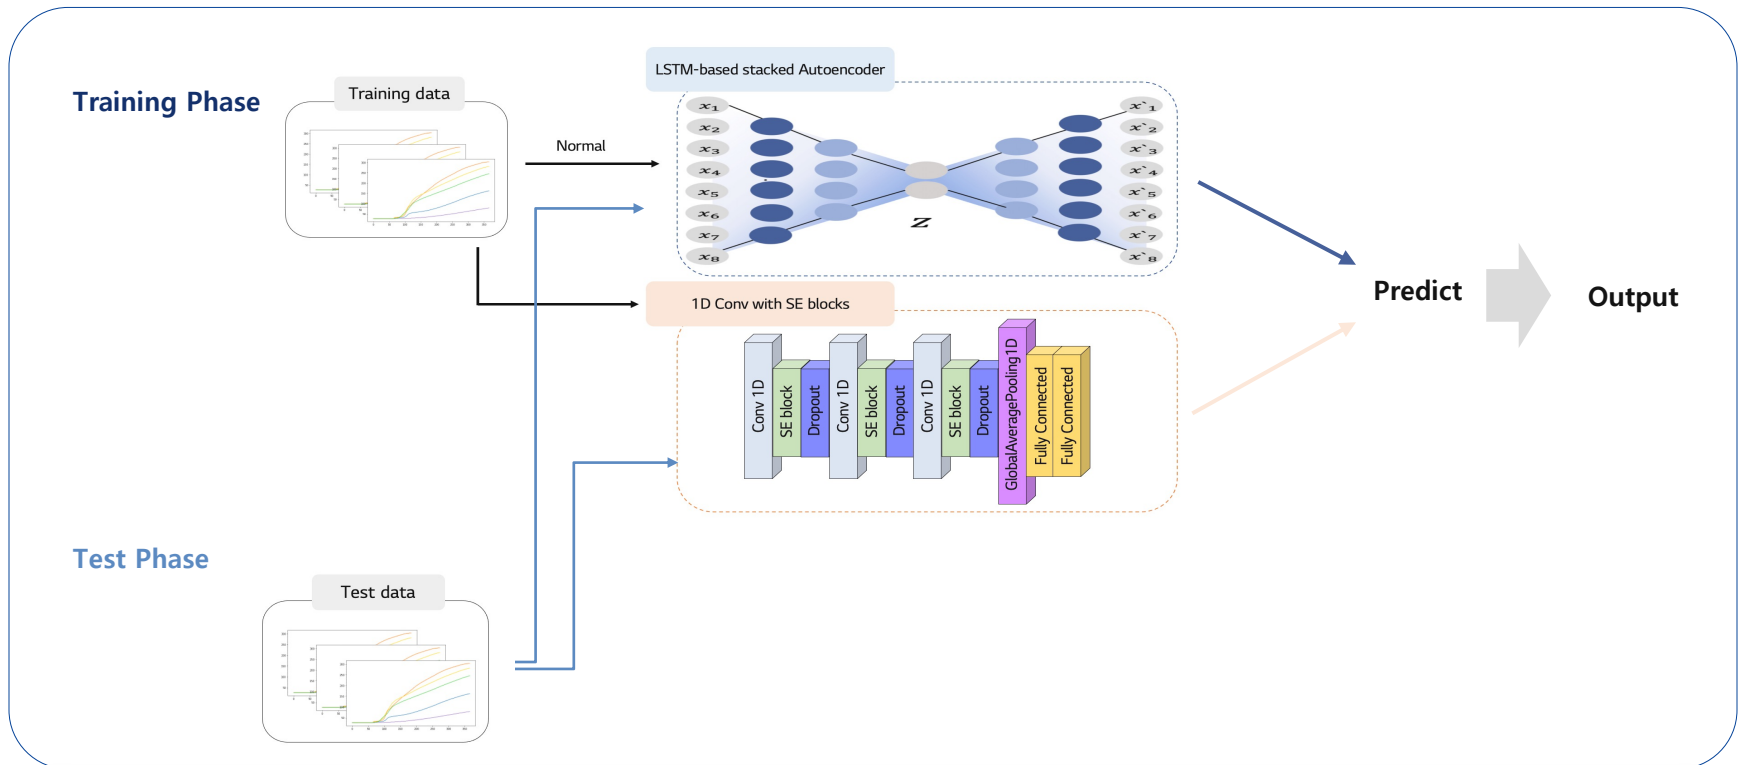 Training Phase
Training data
Normal
LSTM-based stacked Autoencoder
x1
x2
x3
x4
x5
x6
x7
x8
Z
x`1
x`2
x`3
x`4
x`5
x`6
x`7
x`8
1D Conv with SE blocks
Conv 1D
SE block
Dropout
Conv 1D
SE block
Dropout
Conv 1D
SE block
Dropout
GlobalAveragePooling1D
Fully Connected
Fully Connected
Predict
Output
Test Phase
Test data